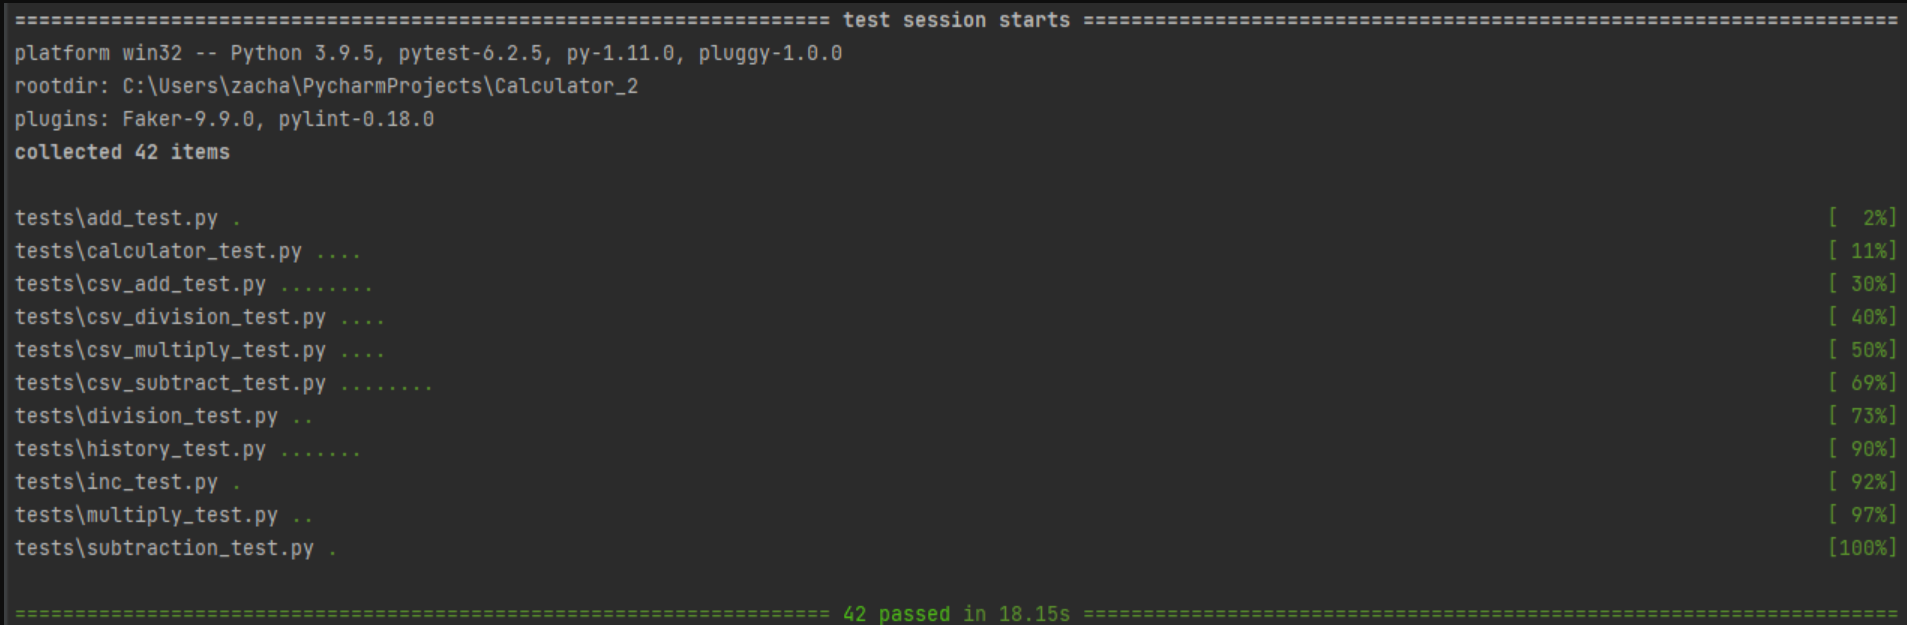 ==================================================================== test session starts ====================================================================
platform win32 -- Python 3.9.5, pytest-6.2.5, py-1.11.0, pluggy-1.0.0
rootdir: C:\Users\zacha\PycharmProjects\Calculator_2
plugins: Faker-9.9.0, pylint-0.18.0
collected 42 items
tests\add_test.py . [  2%]
tests\calculator_test.py .... [ 11%]
tests\csv_add_test.py ........ [ 30%]
tests\csv_division_test.py .... [ 40%]
tests\csv_multiply_test.py .... [ 50%]
tests\csv_subtract_test.py ........ [ 69%]
tests\division_test.py .. [ 73%]
tests\history_test.py ....... [ 90%]
tests\inc_test.py . [ 92%]
tests\multiply_test.py .. [ 97%]
tests\subtraction_test.py . [100%]
==================================================================== 42 passed in 18.15s ====================================================================